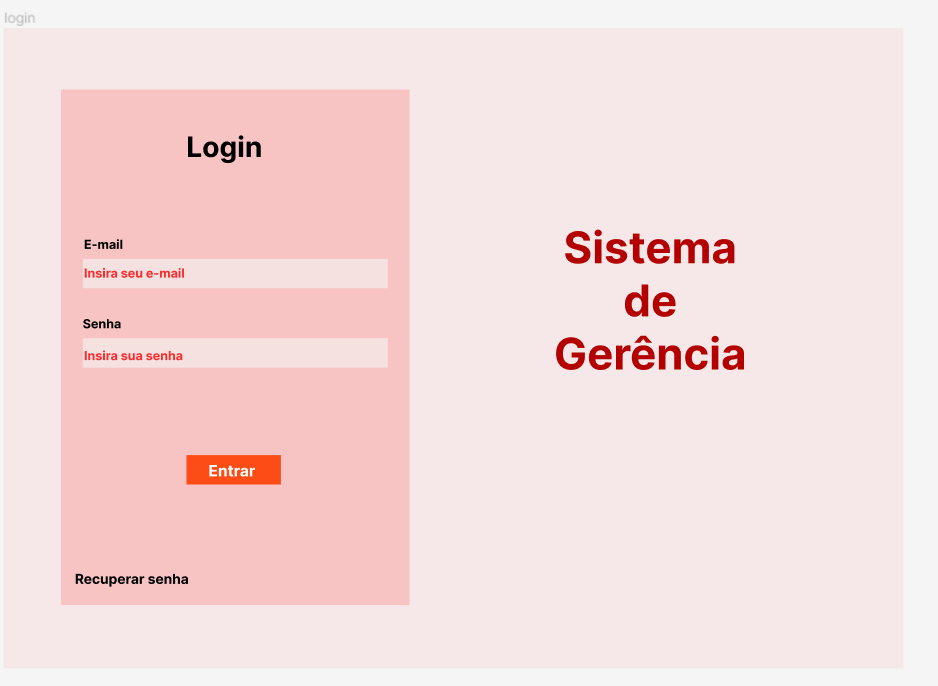 login
Login
E-mail
Insira seu e-mail
Senha
Insira sua senha
Entrar
Recuperar senha
Sistema
de
Gerência